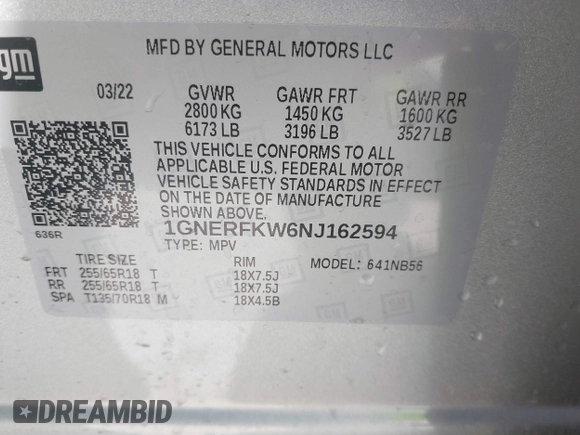 gm
MFD BY GENERAL MOTORS LLC
03/22 GVWR GAWR FRT GAWR RR
2800 KG 1450 KG 1600 KG
6173 LB 3196 LB 3527 LB
THIS VEHICLE CONFORMS TO ALL
APPLICABLE U.S. FEDERAL MOTOR
VEHICLE SAFETY STANDARDS IN EFFECT
ON THE DATE OF MANUFACTURE
SHOWN ABOVE.
636R 1GNERFKW6NJ162594
TYPE: MPV
TIRE SIZE RIM MODEL: 641NB56
FRT 255/65R18 T 18X7.5J
RR 255/65R18 T 18X7.5J
SPA T135/70R18 M 18X4.5B
DREAMBID